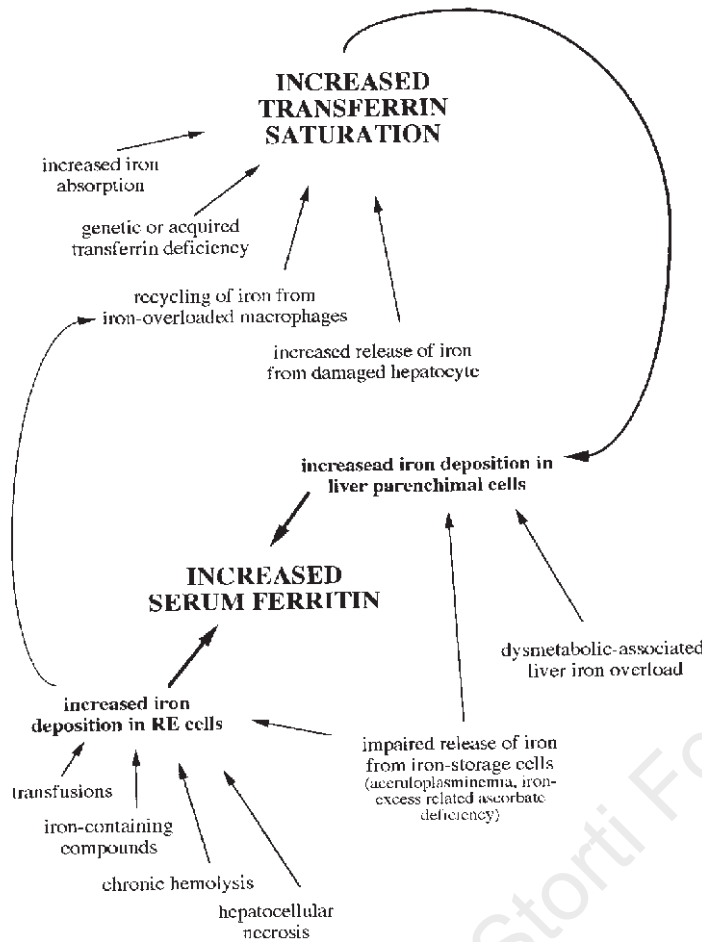 INCREASED
TRANSFERRIN
SATURATION
increased iron
absorption
genetic or acquired
transferrin deficiency
recycling of iron from
iron-overloaded macrophages
increased release of iron
from damaged hepatocyte
increasead iron deposition in
liver parenchimal cells
INCREASED
SERUM FERRITIN
dysmetabolic-associated
liver iron overload
increased iron
deposition in RE cells
impaired release of iron
from iron-storage cells
(aceruloplasminemia, iron-
excess related ascorbate
deficiency)
transfusions
iron-containing
compounds
chronic hemolysis
hepatocellular
necrosis
Storti Fo